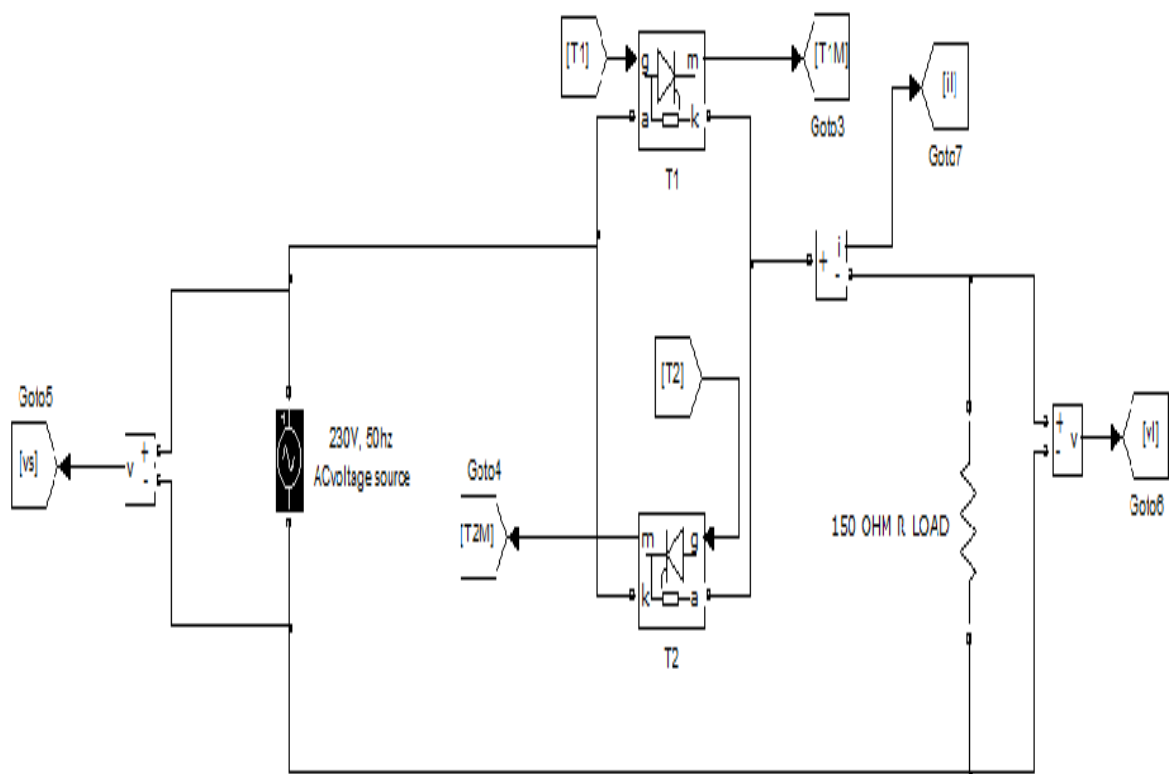 [T1]
g m
a k
T1
[T1M]
Goto3
[il]
Goto7
i
+
-
[T2]
Goto5
[vs]
v
+
-
230V, 50hz
ACvoltage source
Goto4
[T2M]
m g
k a
T2
150 OHM R LOAD
+
-
v
[vl]
Goto6